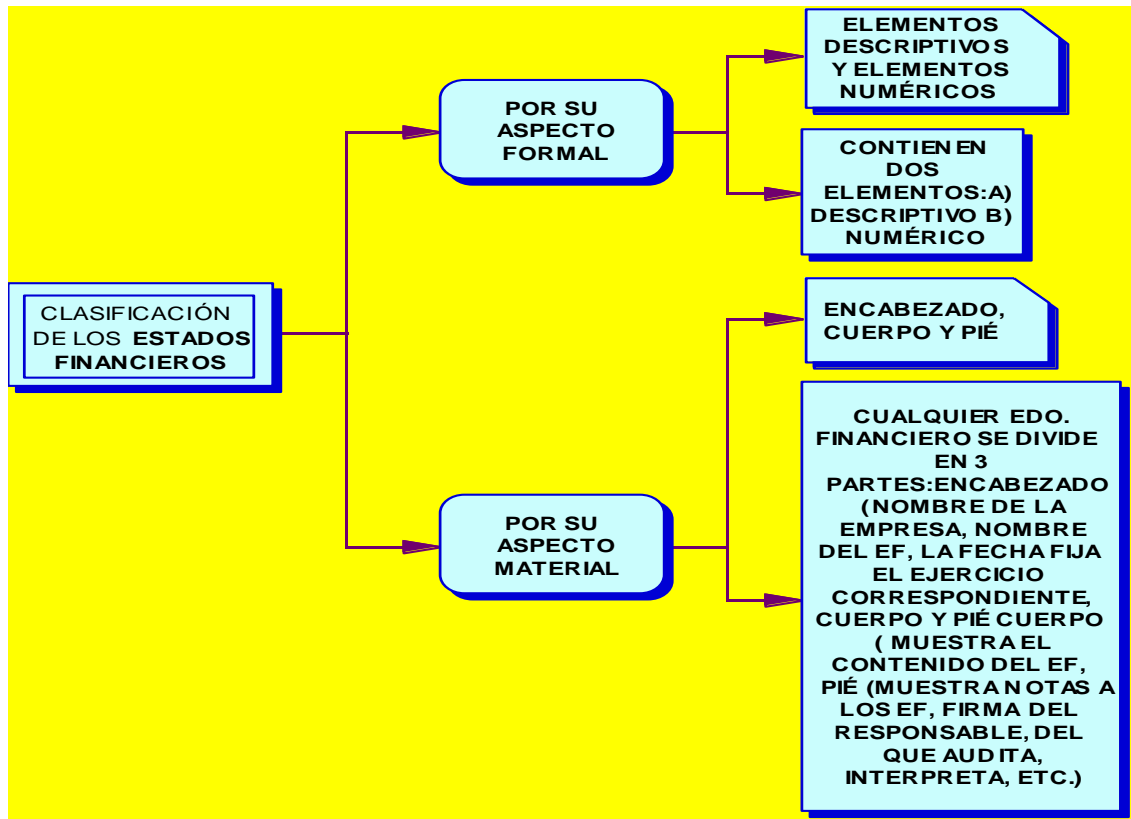 CLASIFICACIÓN
DE LOS ESTADOS
FINANCIEROS
POR SU
ASPECTO
FORMAL
ELEMENTOS
DESCRIPTIVOS
Y ELEMENTOS
NUMÉRICOS
CONTIENEN
DOS
ELEMENTOS:A)
DESCRIPTIVO B)
NUMÉRICO
POR SU
ASPECTO
MATERIAL
ENCABEZADO,
CUERPO Y PIÉ
CUALQUIER EDO.
FINANCIERO SE DIVIDE
EN 3
PARTES:ENCABEZADO
(NOMBRE DE LA
EMPRESA, NOMBRE
DEL EF, LA FECHA FIJA
EL EJERCICIO
CORRESPONDIENTE,
CUERPO Y PIÉ CUERPO
( MUESTRA EL
CONTENIDO DEL EF,
PIÉ (MUESTRA NOTAS A
LOS EF, FIRMA DEL
RESPONSABLE, DEL
QUE AUDITA,
INTERPRETA, ETC.)